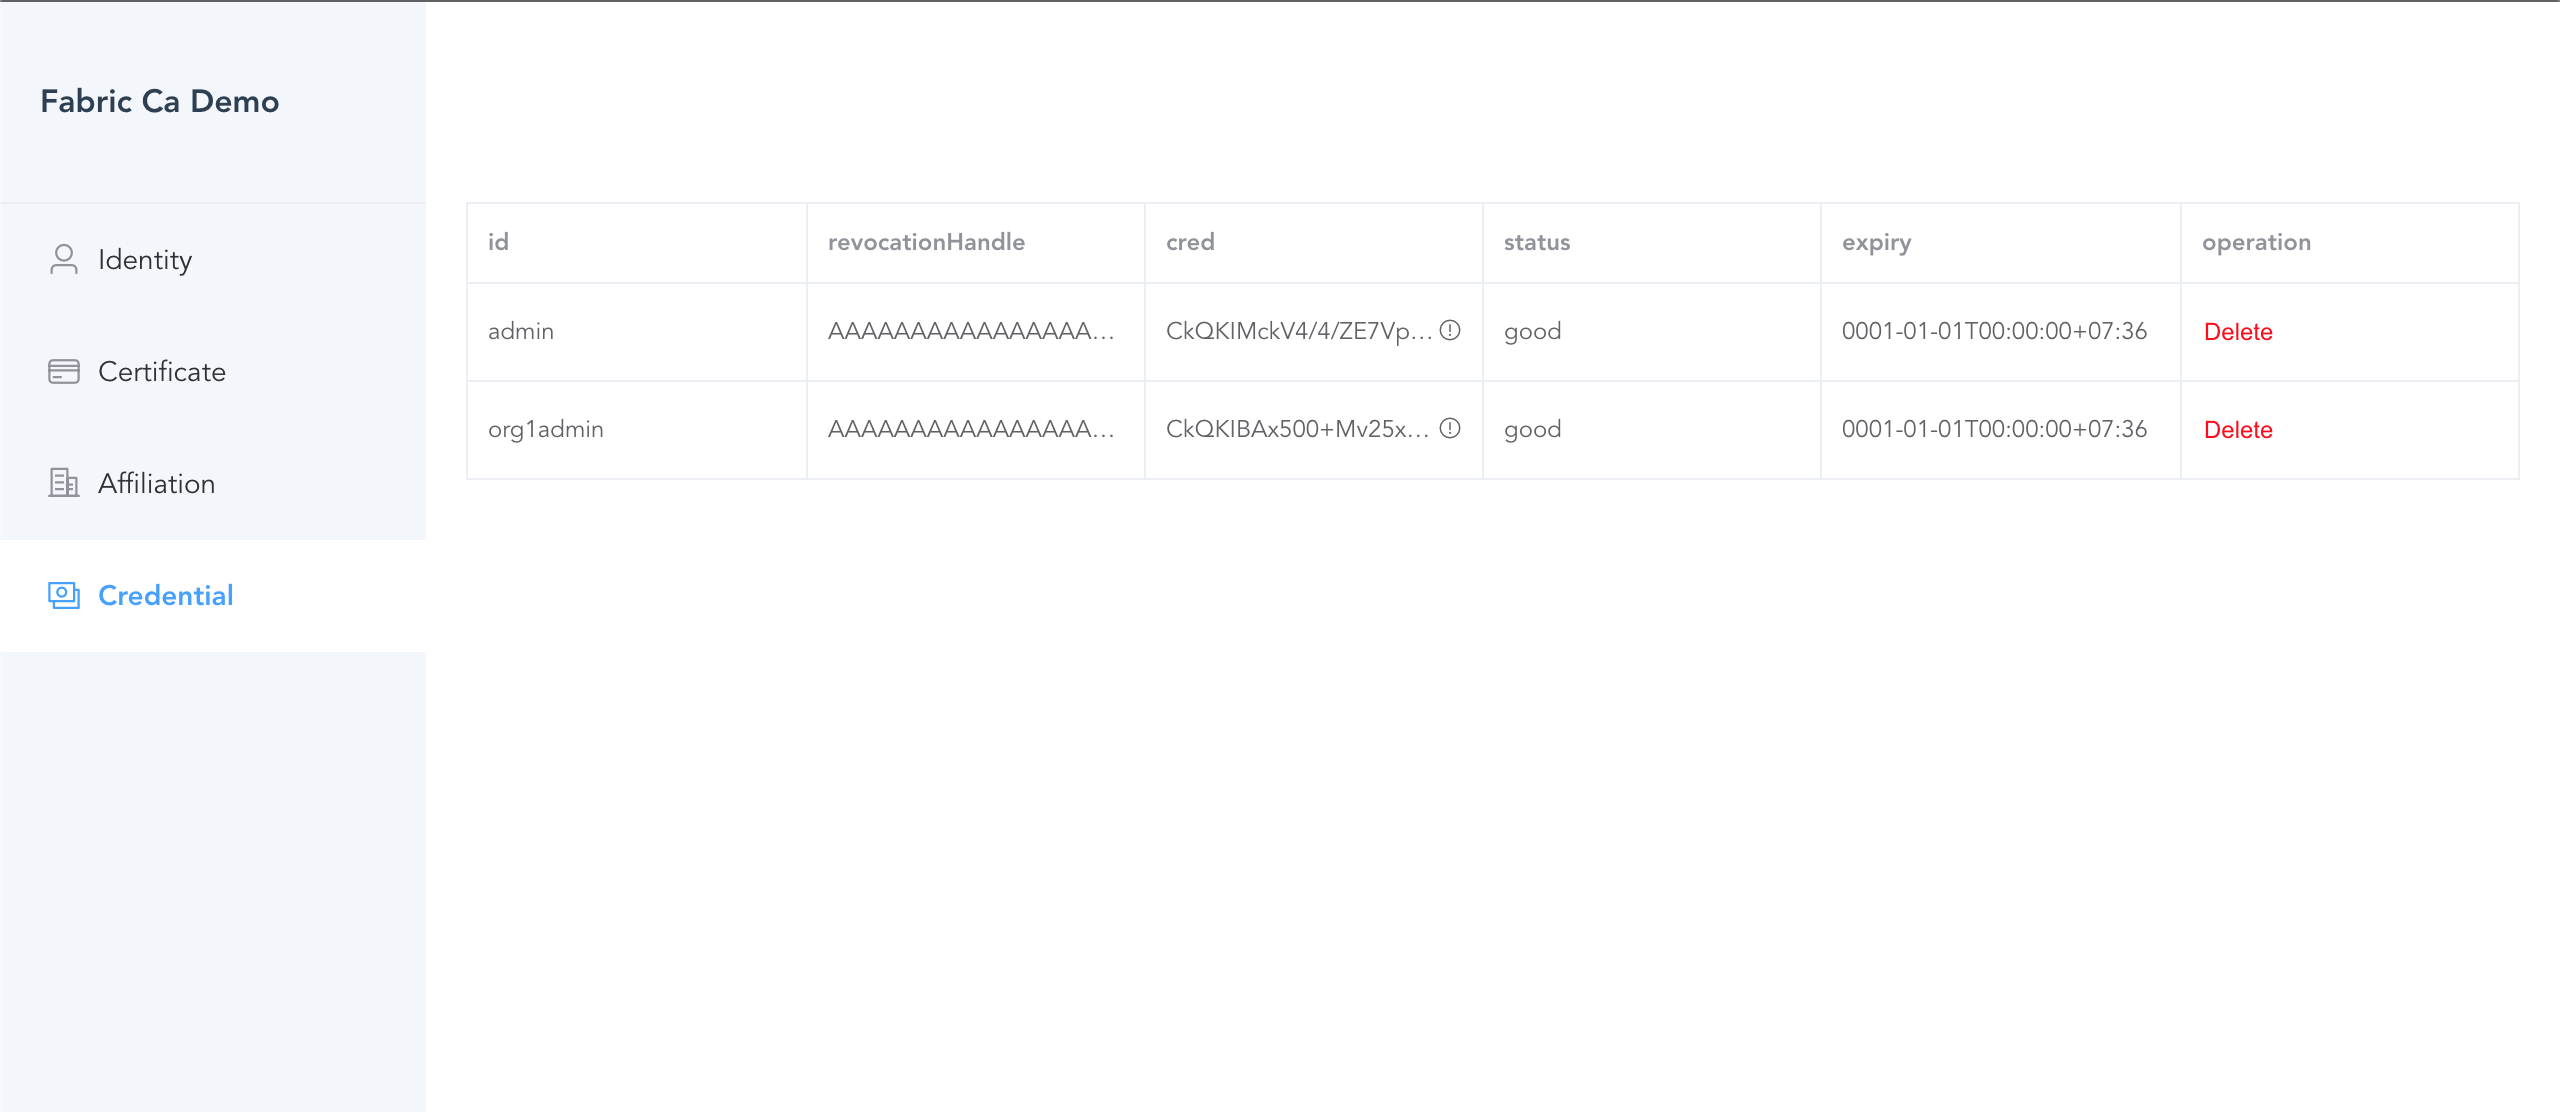 Fabric Ca Demo
Identity
Certificate
Affiliation
Credential
id revocationHandle cred status expiry operation
admin AAAAAAAAAAAAAAAA... CkQKIMckV4/4/ZE7Vp... good 0001-01-01T00:00:00+07:36 Delete
org1admin AAAAAAAAAAAAAAAA... CkQKIBAx500+Mv25x... good 0001-01-01T00:00:00+07:36 Delete